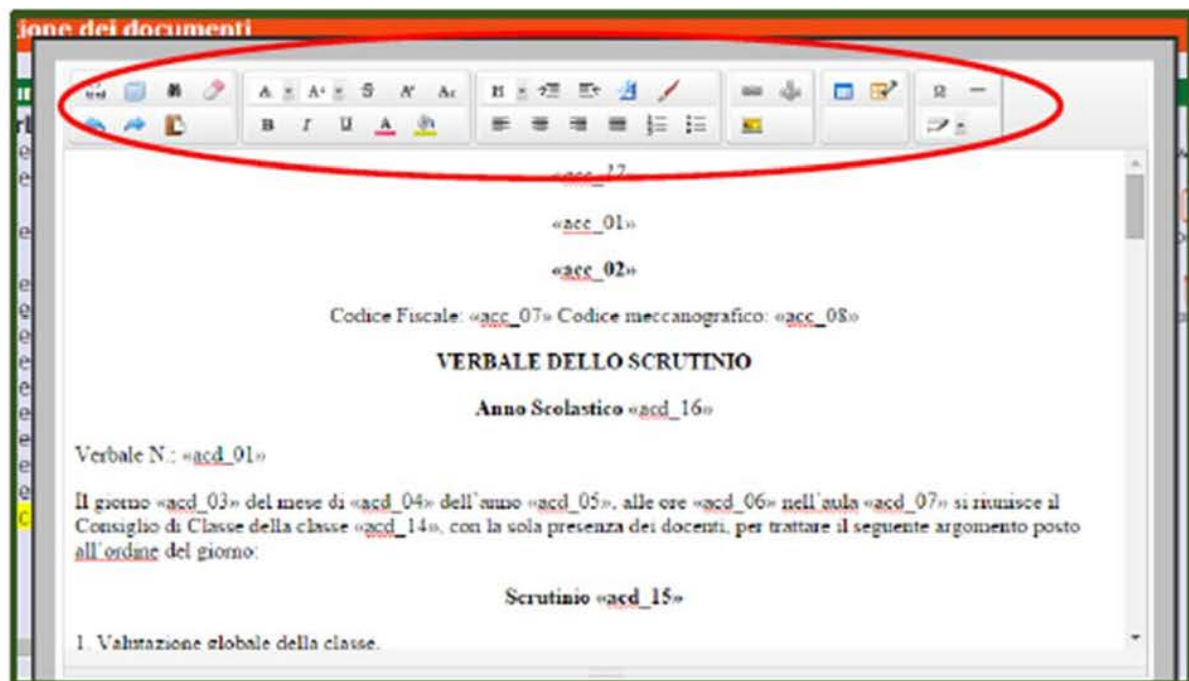 ione dei documenti
html
B I U A
«acc_17»
«acc_01»
«acc_02»
Codice Fiscale: «acc_07» Codice meccanografico: «acc_08»
VERBALE DELLO SCRUTINIO
Anno Scolastico «acd_16»
Verbale N.: «acd_01»
Il giorno «acd_03» del mese di «acd_04» dell'anno «acd_05», alle ore «acd_06» nell'aula «acd_07» si riunisce il
Consiglio di Classe della classe «acd_14», con la sola presenza dei docenti, per trattare il seguente argomento posto
all'ordine del giorno:
Scrutinio «acd_15»
1. Valutazione globale della classe.